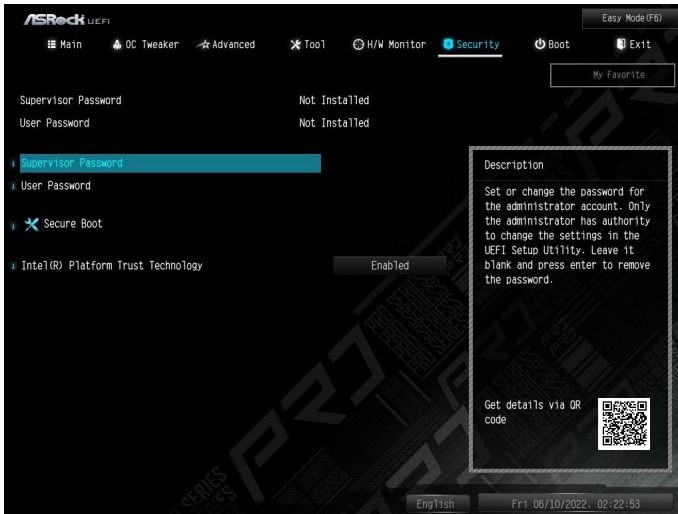 ASRock UEFI
Easy Mode(F6)
Main OC Tweaker Advanced Tool H/W Monitor Security Boot Exit
My Favorite
Supervisor Password Not Installed
User Password Not Installed
Supervisor Password
User Password
Secure Boot
Intel(R) Platform Trust Technology Enabled
Description
Set or change the password for
the administrator account. Only
the administrator has authority
to change the settings in the
UEFI Setup Utility. Leave it
blank and press enter to remove
the password.
Get details via QR
code
PRO SERIES
PRO SERIES
English Fri 06/10/2022. 02:22:53